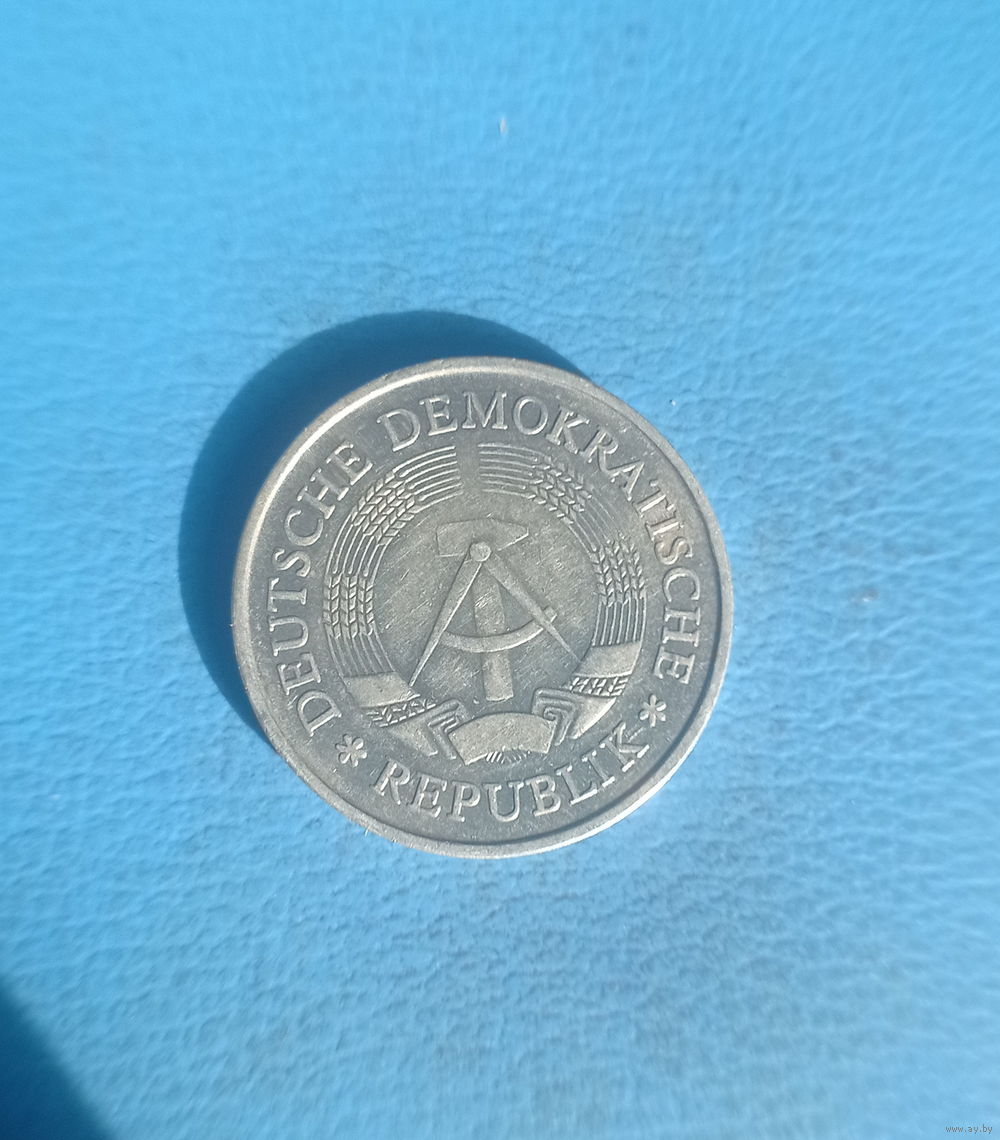 DEUTSCHE DEMOKRATISCHE
* REPUBLIK *
www.ay.by